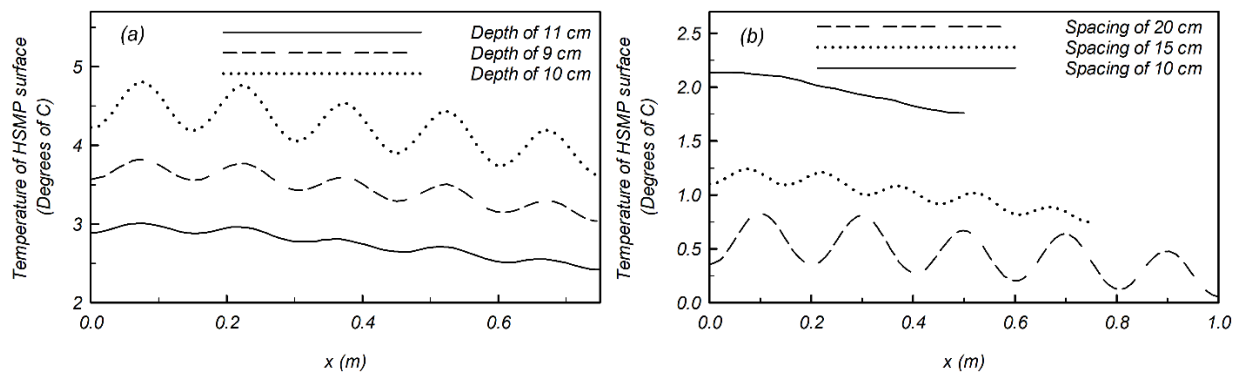 (a)
Depth of 11 cm
Depth of 9 cm
Depth of 10 cm
Temperature of HSMP surface
(Degrees of C)
5
4
3
2
0.0 0.2 0.4 0.6
x (m)
(b)
Spacing of 20 cm
Spacing of 15 cm
Spacing of 10 cm
Temperature of HSMP surface
(Degrees of C)
2.5
2.0
1.5
1.0
0.5
0.0
0.0 0.2 0.4 0.6 0.8 1.0
x (m)